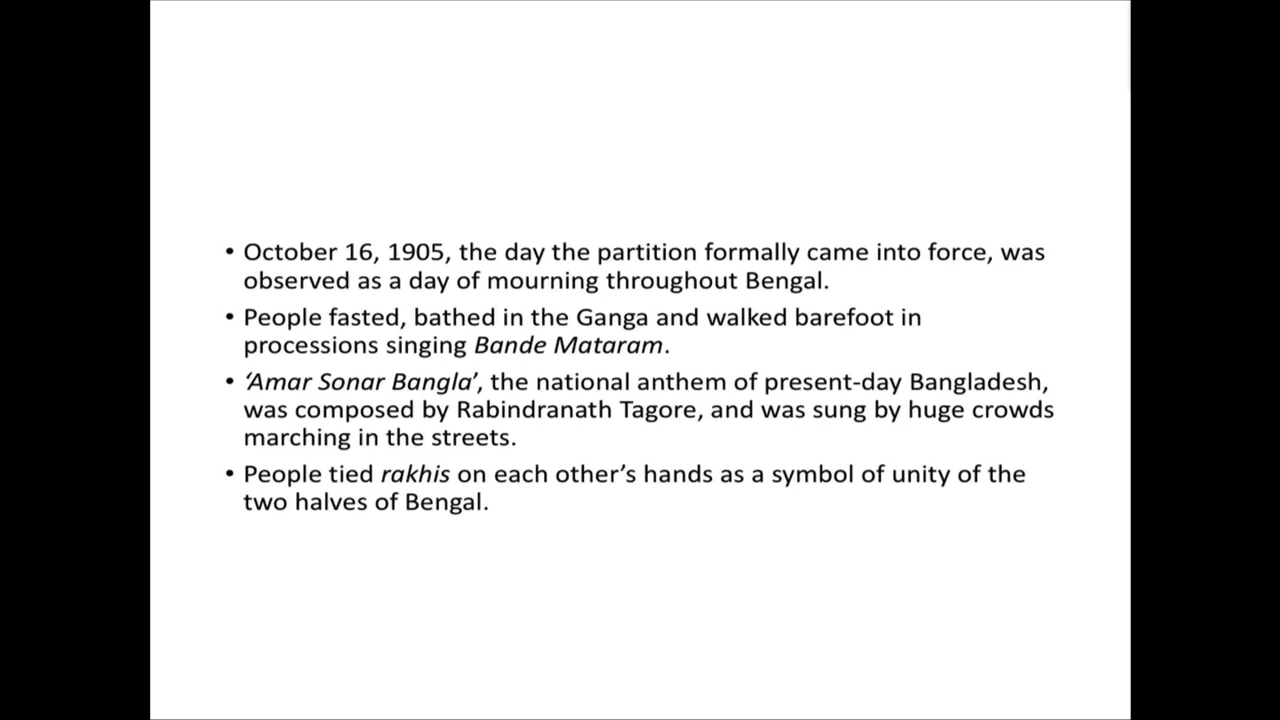 • October 16, 1905, the day the partition formally came into force, was
observed as a day of mourning throughout Bengal.
• People fasted, bathed in the Ganga and walked barefoot in
processions singing Bande Mataram.
• ‘Amar Sonar Bangla’, the national anthem of present-day Bangladesh,
was composed by Rabindranath Tagore, and was sung by huge crowds
marching in the streets.
• People tied rakhis on each other’s hands as a symbol of unity of the
two halves of Bengal.